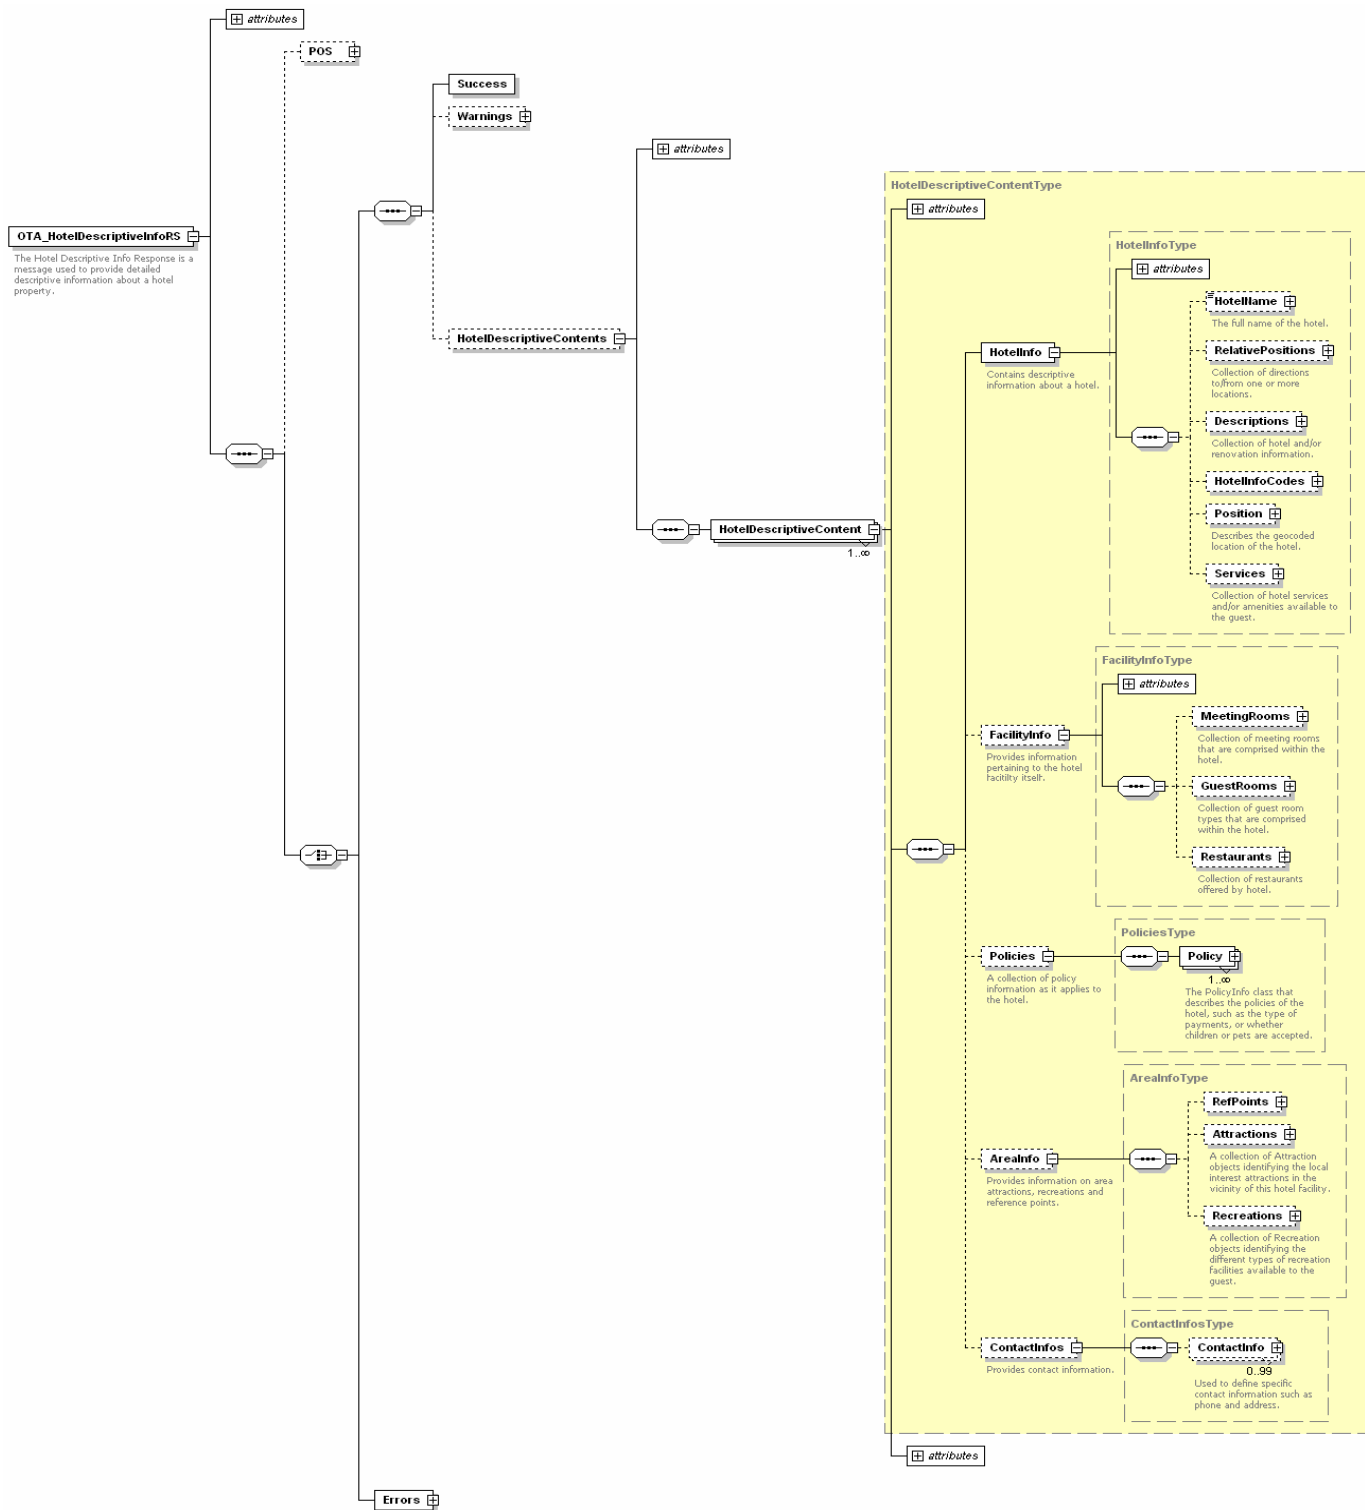 attributes
POS
Success
Warnings
attributes
OTA_HotelDescriptiveInfoRS
The Hotel Descriptive Info Response is a
message used to provide detailed
descriptive information about a hotel
property.
HotelDescriptiveContents
HotelDescriptiveContent
1..∞
HotelDescriptiveContentType
attributes
HotelInfoType
attributes
HotelName
The full name of the hotel.
HotelInfo
Contains descriptive
information about a hotel.
RelativePositions
Collection of directions
to/from one or more
locations.
Descriptions
Collection of hotel and/or
renovation information.
HotelInfoCodes
Position
Describes the geocoded
location of the hotel.
Services
Collection of hotel services
and/or amenities available to
the guest.
FacilityInfoType
attributes
FacilityInfo
Provides information
pertaining to the hotel
facitilty itself.
MeetingRooms
Collection of meeting rooms
that are comprised within the
hotel.
GuestRooms
Collection of guest room
types that are comprised
within the hotel.
Restaurants
Collection of restaurants
offered by hotel.
PoliciesType
Policies
A collection of policy
information as it applies to
the hotel.
Policy
1..∞
The PolicyInfo class that
describes the policies of the
hotel, such as the type of
payments, or whether
children or pets are accepted.
AreaInfoType
RefPoints
Attractions
A collection of Attraction
objects identifying the local
interest attractions in the
vicinity of this hotel facility.
AreaInfo
Provides information on area
attractions, recreations and
reference points.
Recreations
A collection of Recreation
objects identifying the
different types of recreation
facilities available to the
guest.
ContactInfosType
ContactInfos
Provides contact information.
ContactInfo
0..99
Used to define specific
contact information such as
phone and address.
attributes
Errors